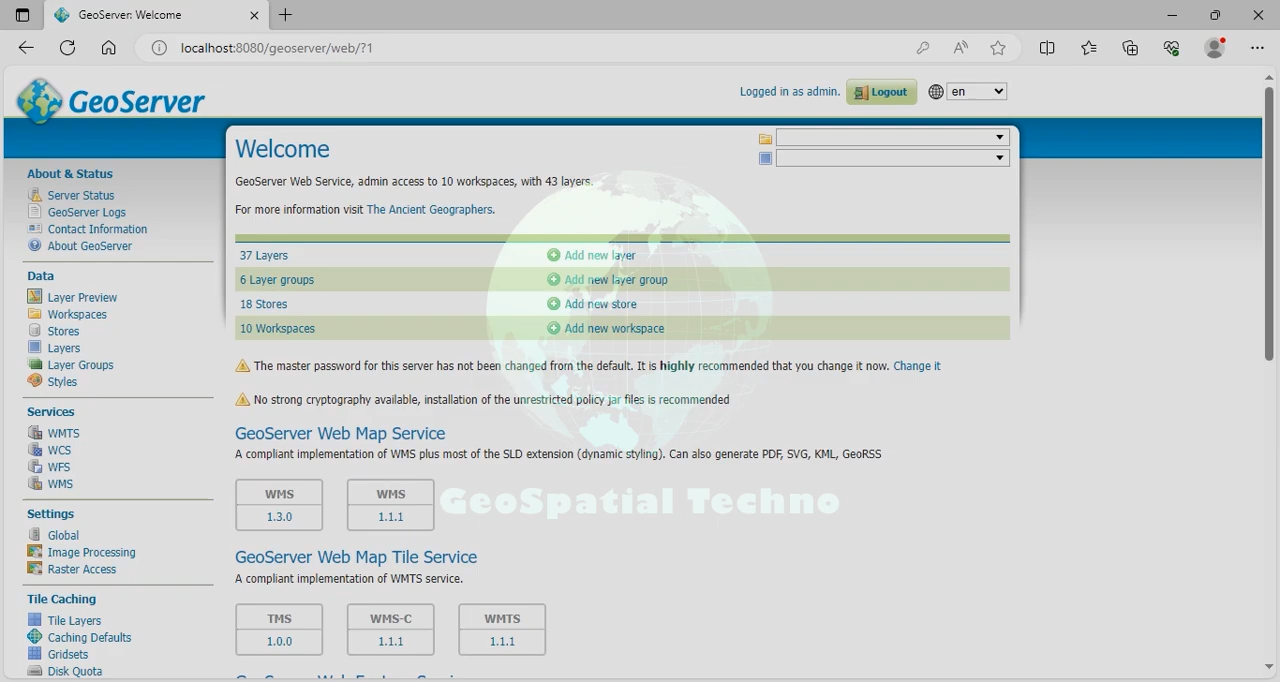 GeoServer: Welcome
localhost:8080/geoserver/web/?1
GeoServer
Logged in as admin.
Logout
en
About & Status
Server Status
GeoServer Logs
Contact Information
About GeoServer
Data
Layer Preview
Workspaces
Stores
Layers
Layer Groups
Styles
Services
WMTS
WCS
WFS
WMS
Settings
Global
Image Processing
Raster Access
Tile Caching
Tile Layers
Caching Defaults
Gridsets
Disk Quota
Welcome
GeoServer Web Service, admin access to 10 workspaces, with 43 layers.
For more information visit The Ancient Geographers.
37 Layers Add new layer
6 Layer groups Add new layer group
18 Stores Add new store
10 Workspaces Add new workspace
The master password for this server has not been changed from the default. It is highly recommended that you change it now. Change it
No strong cryptography available, installation of the unrestricted policy jar files is recommended
GeoServer Web Map Service
A compliant implementation of WMS plus most of the SLD extension (dynamic styling). Can also generate PDF, SVG, KML, GeoRSS
WMS WMS
1.3.0 1.1.1
GeoSpatial Techno
GeoServer Web Map Tile Service
A compliant implementation of WMTS service.
TMS WMS-C WMTS
1.0.0 1.1.1 1.1.1